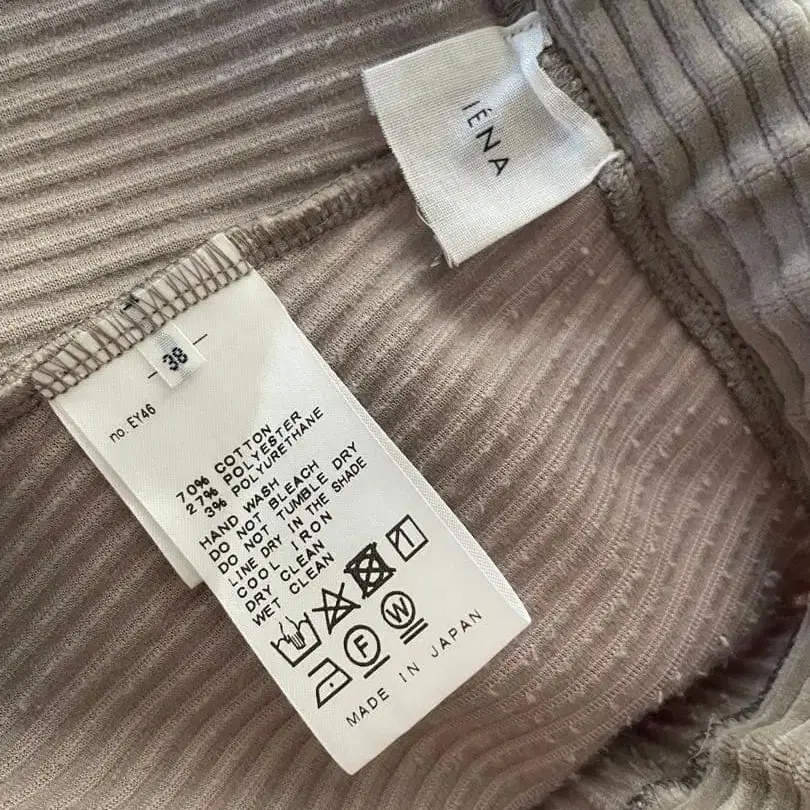 IÉNA
38
no. EY46
70% COTTON
27% POLYESTER
3% POLYURETHANE
HAND WASH
DO NOT BLEACH
DO NOT TUMBLE DRY
LINE DRY IN THE SHADE
COOL IRON
DRY CLEAN
WET CLEAN
F W
MADE IN JAPAN